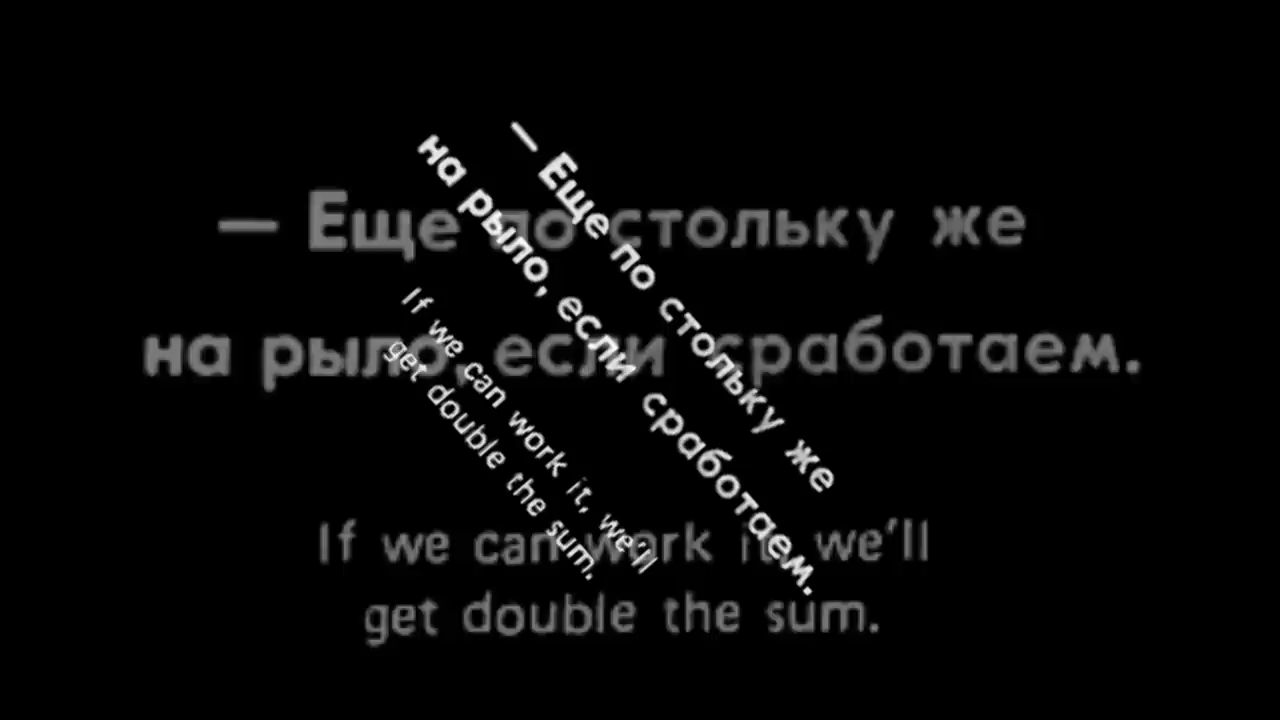 — Еще по стольку же
на рыло, если сработаем.
If we can work it, we'll
get double the sum.
— Еще по стольку же
на рыло, если сработаем.
If we can work it, we'll
get double the sum.